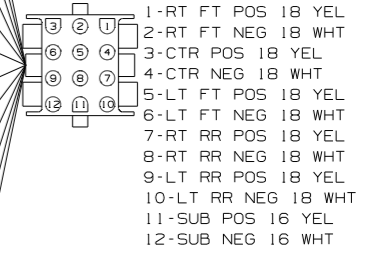 3 2 1
6 5 4
9 8 7
12 11 10
1-RT FT POS 18 YEL
2-RT FT NEG 18 WHT
3-CTR POS 18 YEL
4-CTR NEG 18 WHT
5-LT FT POS 18 YEL
6-LT FT NEG 18 WHT
7-RT RR POS 18 YEL
8-RT RR NEG 18 WHT
9-LT RR POS 18 YEL
10-LT RR NEG 18 WHT
11-SUB POS 16 YEL
12-SUB NEG 16 WHT